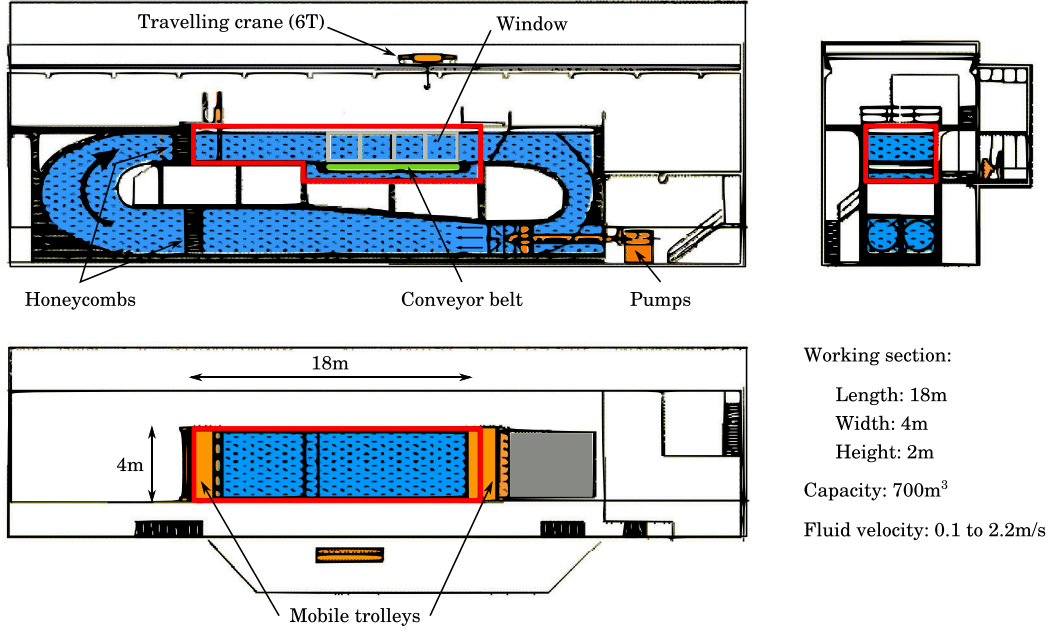 Travelling crane (6T)
Window
Honeycombs
Conveyor belt
Pumps
18m
4m
Mobile trolleys
Working section:
Length: 18m
Width: 4m
Height: 2m
Capacity: 700m³
Fluid velocity: 0.1 to 2.2m/s